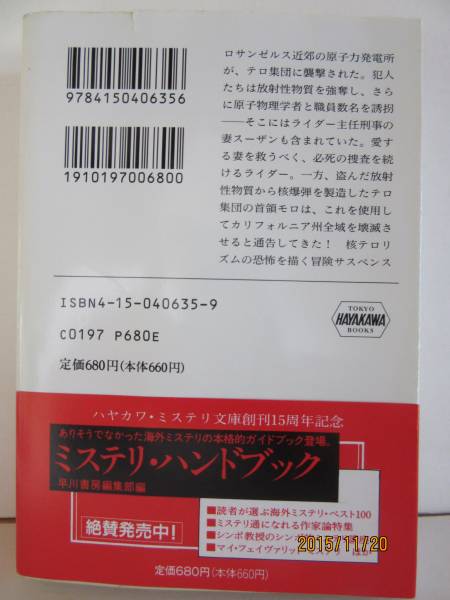 9784150406356
1910197006800
ロサンゼルス近郊の原子力発電所
が、テロ集団に襲撃された。犯人
たちは放射性物質を強奪し、さら
に原子物理学者と職員数名を誘拐
――そこにはライダー主任刑事の
妻スーザンも含まれていた。愛す
る妻を救うべく、必死の捜査を続
けるライダー。一方、盗んだ放射
性物質から核爆弾を製造したテロ
集団の首領モロは、これを使用し
てカリフォルニア州全域を壊滅さ
せると通告してきた! 核テロリ
ズムの恐怖を描く冒険サスペンス
ISBN4-15-040635-9
C0197 P680E
定価680円(本体660円)
TOKYO
HAYAKAWA
BOOKS
ハヤカワ・ミステリ文庫創刊15周年記念
ありそうでなかった海外ミステリの本格的ガイドブック登場。
ミステリ・ハンドブック
早川書房編集部編
絶賛発売中!
■読者が選ぶ海外ミステリ・ベスト100
■ミステリ通になれる作家論特集
■シンポ教授のシン
■マイ・フェイヴァリット
ほか
2015/11/20
定価680円(本体660円)